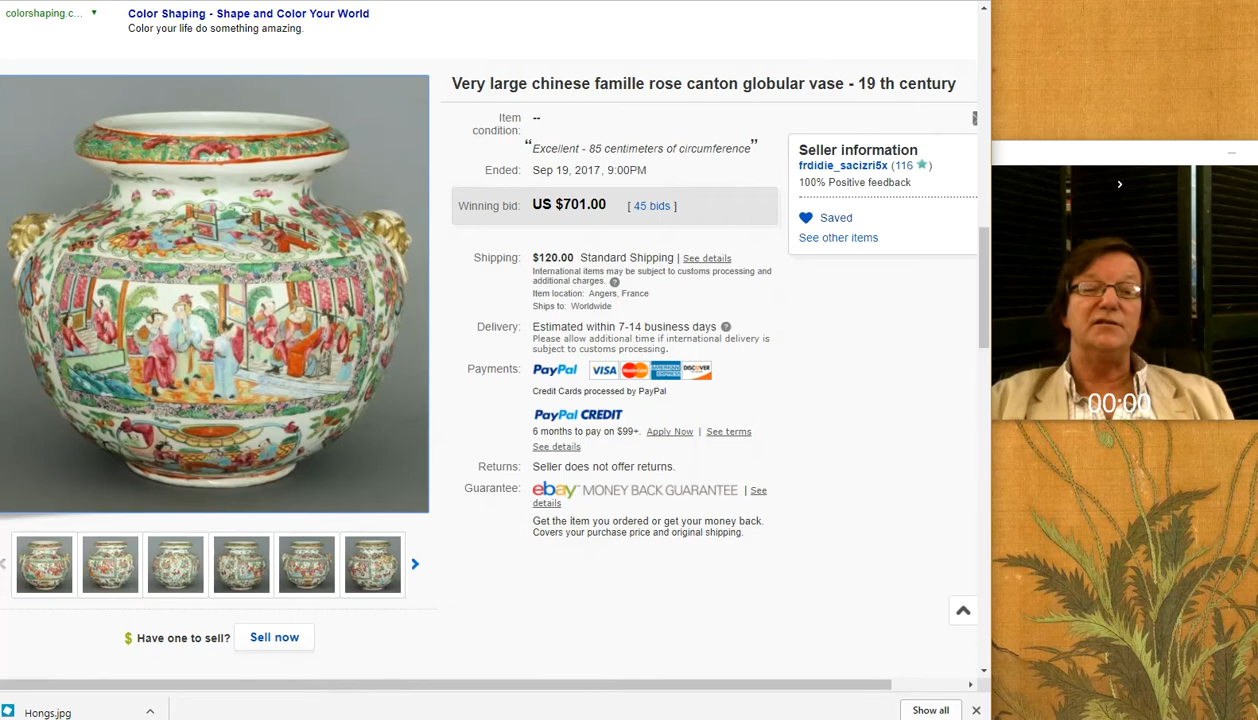 colorshaping.c... ▼
Color Shaping - Shape and Color Your World
Color your life do something amazing.
Very large chinese famille rose canton globular vase - 19 th century
Item condition: --
“Excellent - 85 centimeters of circumference”
Ended: Sep 19, 2017, 9:00PM
Winning bid: US $701.00 [ 45 bids ]
Shipping: $120.00 Standard Shipping | See details
International items may be subject to customs processing and
additional charges. ?
Item location: Angers, France
Ships to: Worldwide
Delivery: Estimated within 7-14 business days ?
Please allow additional time if international delivery is
subject to customs processing.
Payments: PayPal VISA MasterCard AMERICAN EXPRESS DISCOVER
Credit Cards processed by PayPal
PayPal CREDIT
6 months to pay on $99+. Apply Now | See terms
See details
Returns: Seller does not offer returns.
Guarantee: ebay MONEY BACK GUARANTEE | See
details
Get the item you ordered or get your money back.
Covers your purchase price and original shipping.
Seller information
frdidie_sacizri5x (116 ★)
100% Positive feedback
Saved
See other items
00:00
$ Have one to sell? Sell now
Hongs.jpg
Show all